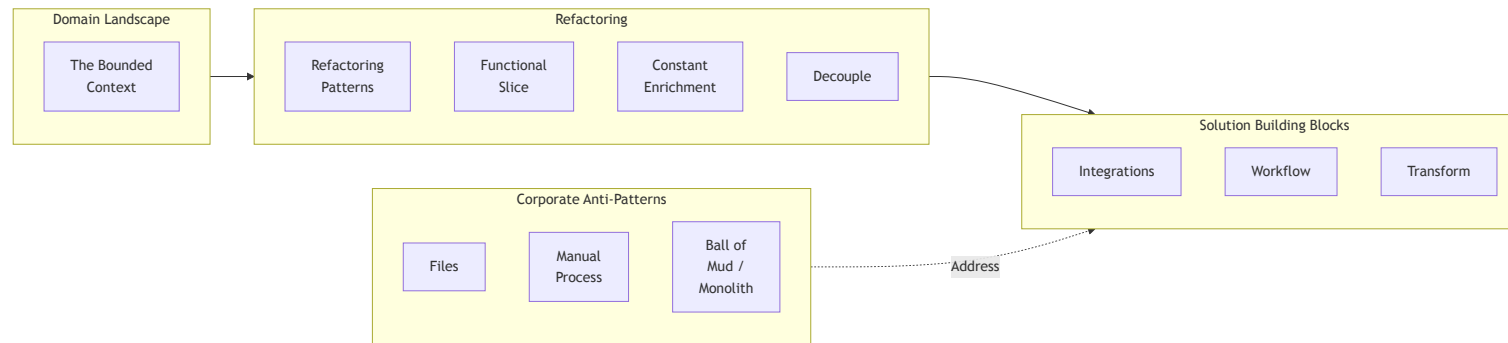 Domain Landscape
The Bounded
Context
Refactoring
Refactoring
Patterns
Functional
Slice
Constant
Enrichment
Decouple
Solution Building Blocks
Integrations
Workflow
Transform
Corporate Anti-Patterns
Files
Manual
Process
Ball of
Mud /
Monolith
Address